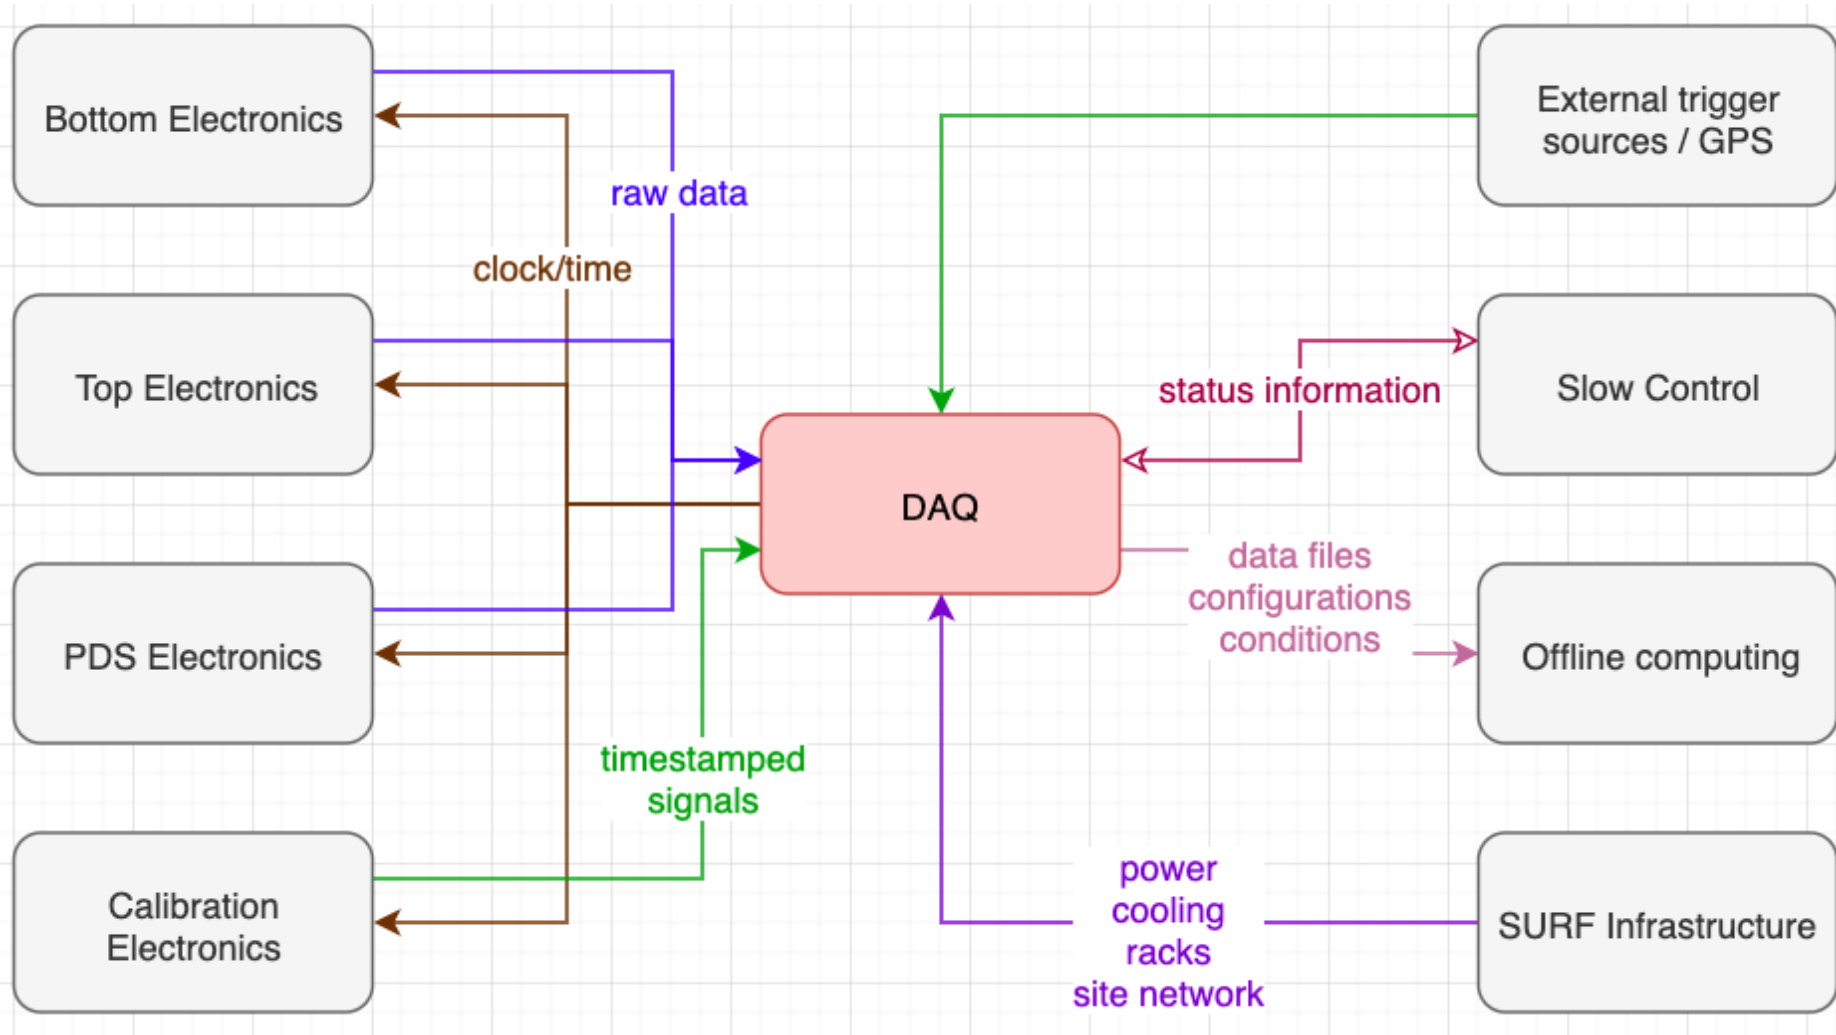 Bottom Electronics
External trigger
sources / GPS
raw data
clock/time
Top Electronics
status information
Slow Control
DAQ
data files
configurations
conditions
PDS Electronics
Offline computing
timestamped
signals
Calibration
Electronics
power
cooling
racks
site network
SURF Infrastructure